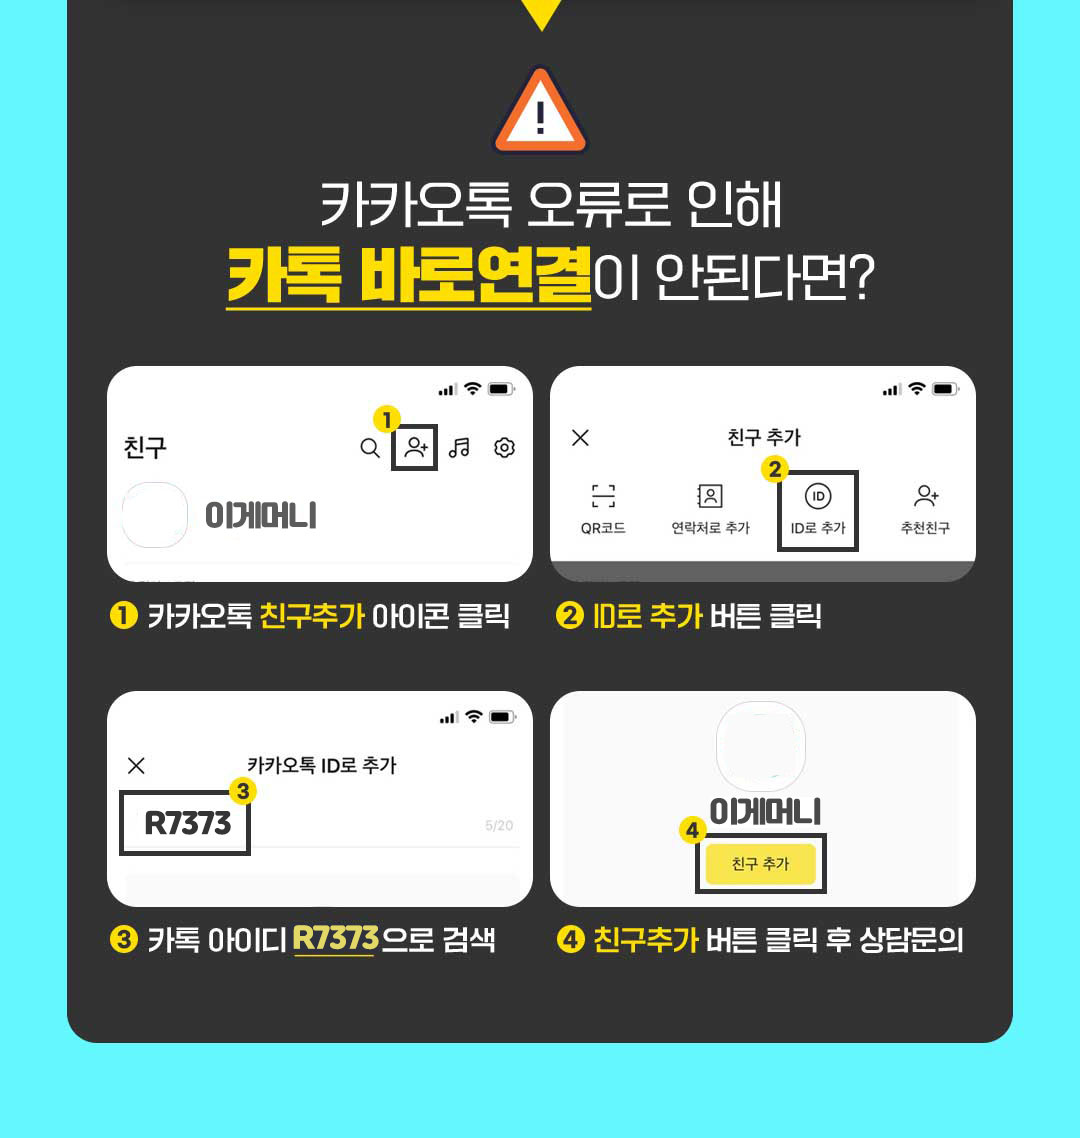 카카오톡 오류로 인해
카톡 바로연결이 안된다면?
친구
1
이게머니
1 카카오톡 친구추가 아이콘 클릭
친구 추가
2
QR코드 연락처로 추가 ID ID로 추가 추천친구
2 ID로 추가 버튼 클릭
카카오톡 ID로 추가
3
R7373
5/20
3 카톡 아이디 R7373으로 검색
이게머니
4
친구 추가
4 친구추가 버튼 클릭 후 상담문의